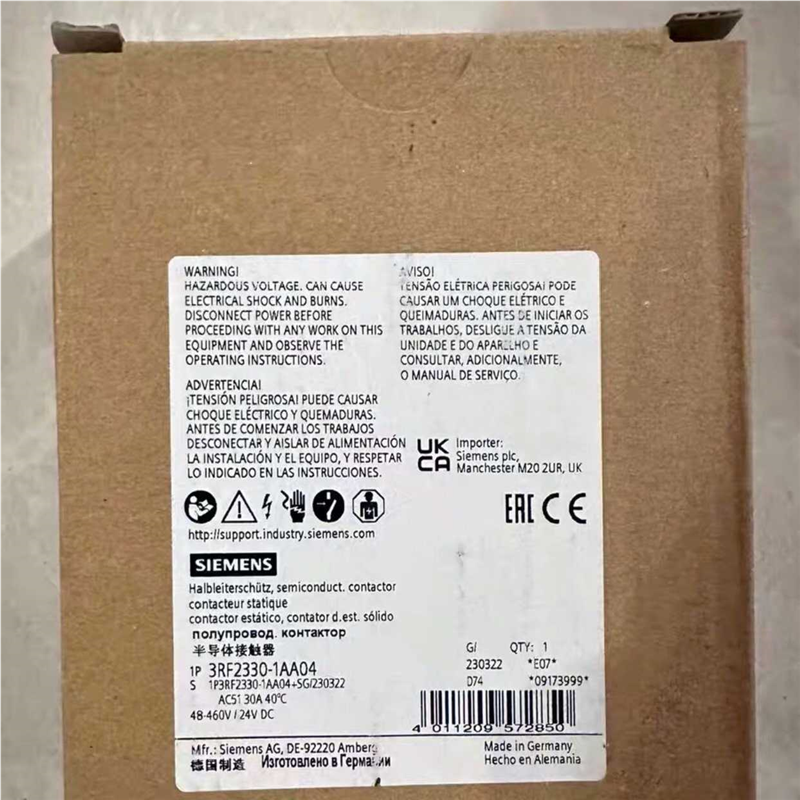 WARNING!
HAZARDOUS VOLTAGE. CAN CAUSE
ELECTRICAL SHOCK AND BURNS.
DISCONNECT POWER BEFORE
PROCEEDING WITH ANY WORK ON THIS
EQUIPMENT AND OBSERVE THE
OPERATING INSTRUCTIONS.
AVISO!
TENSÃO ELÉTRICA PERIGOSA! PODE
CAUSAR UM CHOQUE ELÉTRICO E
QUEIMADURAS. ANTES DE INICIAR OS
TRABALHOS, DESLIGUE A TENSÃO DA
UNIDADE E DO APARELHO E
CONSULTAR, ADICIONALMENTE,
O MANUAL DE SERVIÇO.
ADVERTENCIA!
¡TENSIÓN PELIGROSA! PUEDE CAUSAR
CHOQUE ELÉCTRICO Y QUEMADURAS.
ANTES DE COMENZAR LOS TRABAJOS
DESCONECTAR Y AISLAR DE ALIMENTACIÓN
LA INSTALACIÓN Y EL EQUIPO, Y RESPETAR
LO INDICADO EN LAS INSTRUCCIONES.
UK
CA
Importer:
Siemens plc,
Manchester M20 2UR, UK
EAC CE
http://support.industry.siemens.com
SIEMENS
Halbleiterschütz, semiconduct. contactor
contacteur statique
contactor estático, contator d.est. sólido
полупровод. контактор
半导体接触器
1P 3RF2330-1AA04
S 1P3RF2330-1AA04+SG/230322
AC51 30A 40°C
48-460V / 24V DC
G/ QTY: 1
230322 *E07*
D74 *09173999*
4 011209 572850
Mfr.: Siemens AG, DE-92220 Amberg
德国制造 Изготовлено в Германии
Made in Germany
Hecho en Alemania